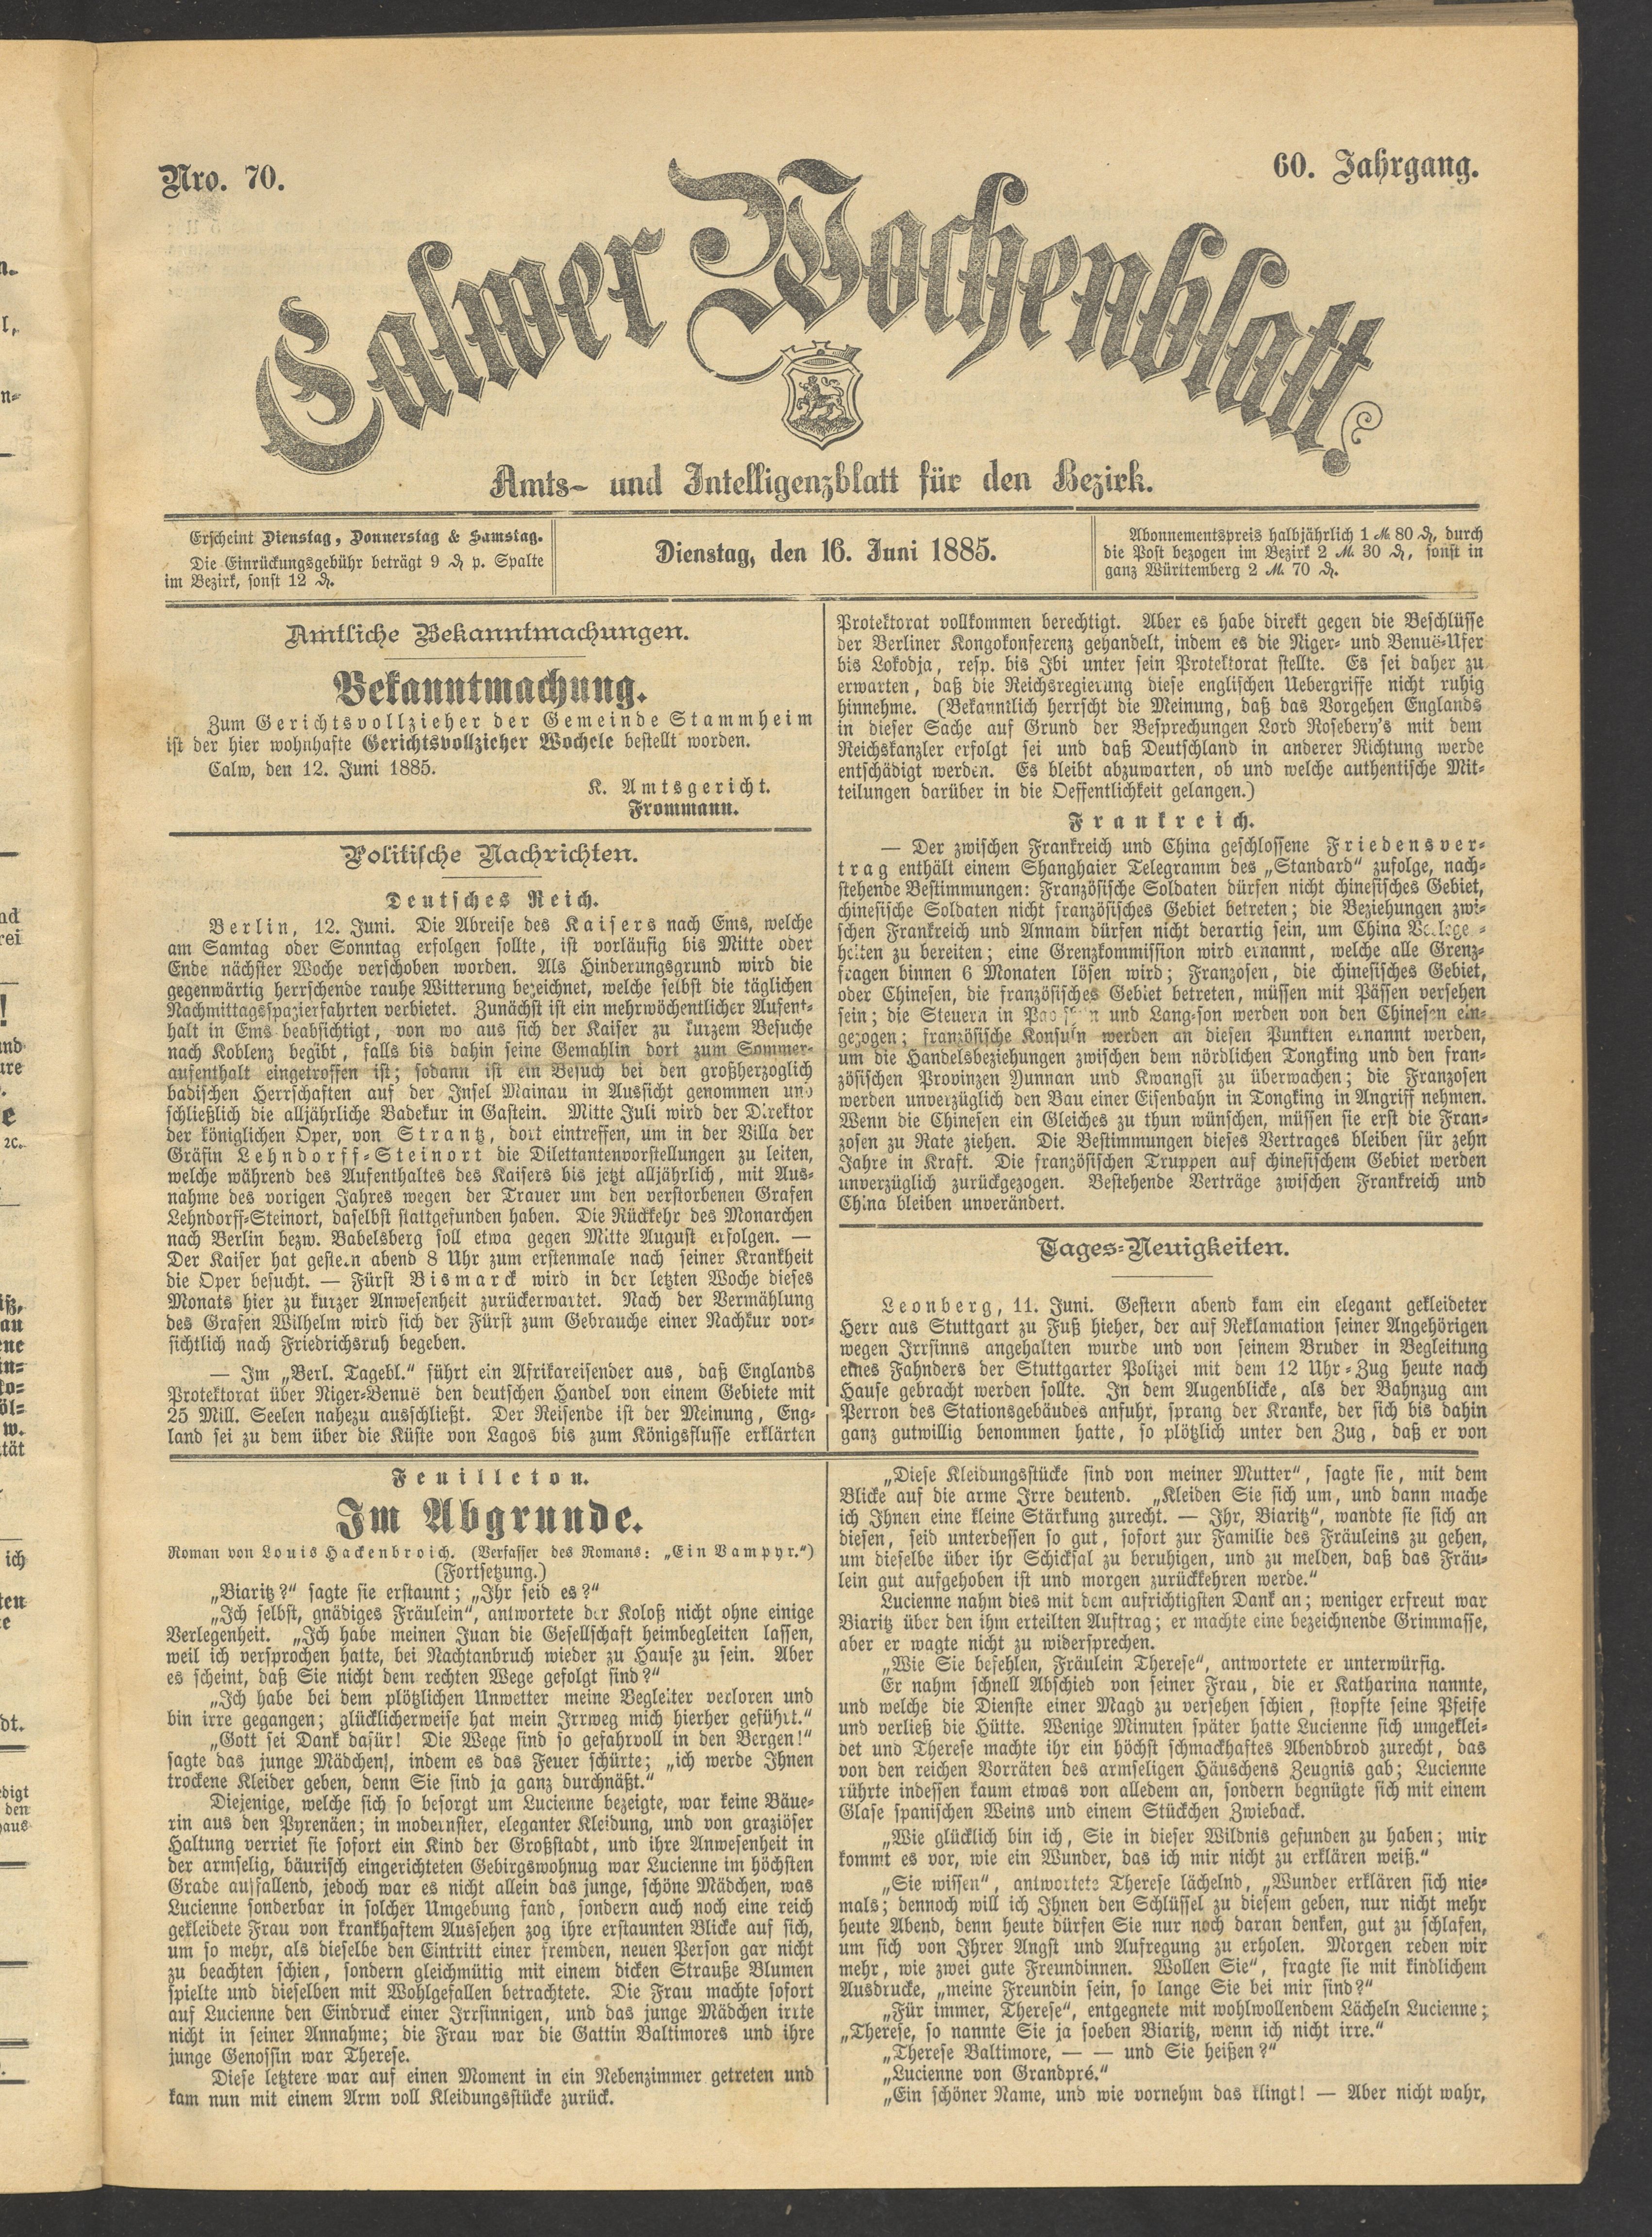 Nro. 70.
60. Jahrgang.
Calwer Wochenblatt.
Amts- und Intelligenzblatt für den Bezirk.
Erscheint Dienstag, Donnerstag & Samstag.
Die Einrückungsgebühr beträgt 9 ₰ p. Spalte
im Bezirk, sonst 12 ₰.
Dienstag, den 16. Juni 1885.
Abonnementspreis halbjährlich 1 ℳ 80 ₰, durch
die Post bezogen im Bezirk 2 ℳ 30 ₰, sonst in
ganz Württemberg 2 ℳ 70 ₰.
Amtliche Bekanntmachungen.
Bekanntmachung.
Zum Gerichtsvollzieher der Gemeinde Stammheim
ist der hier wohnhafte Gerichtsvollzieher Wochele bestellt worden.
Calw, den 12. Juni 1885.
K. Amtsgericht.
Frommann.
Politische Nachrichten.
Deutsches Reich.
Berlin, 12. Juni. Die Abreise des Kaisers nach Ems, welche
am Samtag oder Sonntag erfolgen sollte, ist vorläufig bis Mitte oder
Ende nächster Woche verschoben worden. Als Hinderungsgrund wird die
gegenwärtig herrschende rauhe Witterung bezeichnet, welche selbst die täglichen
Nachmittagsspazierfahrten verbietet. Zunächst ist ein mehrwöchentlicher Aufent-
halt in Ems beabsichtigt, von wo aus sich der Kaiser zu kurzem Besuche
nach Koblenz begibt, falls bis dahin seine Gemahlin dort zum Sommer-
aufenthalt eingetroffen ist; sodann ist ein Besuch bei den großherzoglich
badischen Herrschaften auf der Insel Mainau in Aussicht genommen und
schließlich die alljährliche Badekur in Gastein. Mitte Juli wird der Direktor
der königlichen Oper, von Strantz, dort eintreffen, um in der Villa der
Gräfin Lehndorff-Steinort die Dilettantenvorstellungen zu leiten,
welche während des Aufenthaltes des Kaisers bis jetzt alljährlich, mit Aus-
nahme des vorigen Jahres wegen der Trauer um den verstorbenen Grafen
Lehndorff-Steinort, daselbst stattgefunden haben. Die Rückkehr des Monarchen
nach Berlin bezw. Babelsberg soll etwa gegen Mitte August erfolgen. —
Der Kaiser hat gestern abend 8 Uhr zum erstenmale nach seiner Krankheit
die Oper besucht. — Fürst Bismarck wird in der letzten Woche dieses
Monats hier zu kurzer Anwesenheit zurückerwartet. Nach der Vermählung
des Grafen Wilhelm wird sich der Fürst zum Gebrauche einer Nachkur vor-
sichtlich nach Friedrichsruh begeben.
— Im „Berl. Tagebl.“ führt ein Afrikareisender aus, daß Englands
Protektorat über Niger-Benuë den deutschen Handel von einem Gebiete mit
25 Mill. Seelen nahezu ausschließt. Der Reisende ist der Meinung, Eng-
land sei zu dem über die Küste von Lagos bis zum Königsflusse erklärten
Protektorat vollkommen berechtigt. Aber es habe direkt gegen die Beschlüsse
der Berliner Kongokonferenz gehandelt, indem es die Niger- und Benuë-Ufer
bis Lokodja, resp. bis Ibi unter sein Protektorat stellte. Es sei daher zu
erwarten, daß die Reichsregierung diese englischen Uebergriffe nicht ruhig
hinnehme. (Bekanntlich herrscht die Meinung, daß das Vorgehen Englands
in dieser Sache auf Grund der Besprechungen Lord Rosebery's mit dem
Reichskanzler erfolgt sei und daß Deutschland in anderer Richtung werde
entschädigt werden. Es bleibt abzuwarten, ob und welche authentische Mit-
teilungen darüber in die Oeffentlichkeit gelangen.)
Frankreich.
— Der zwischen Frankreich und China geschlossene Friedensver-
trag enthält einem Shanghaier Telegramm des „Standard“ zufolge, nach-
stehende Bestimmungen: Französische Soldaten dürfen nicht chinesisches Gebiet,
chinesische Soldaten nicht französisches Gebiet betreten; die Beziehungen zwi-
schen Frankreich und Annam dürfen nicht derartig sein, um China Verlegen-
heiten zu bereiten; eine Grenzkommission wird ernannt, welche alle Grenz-
fragen binnen 6 Monaten lösen wird; Franzosen, die chinesisches Gebiet,
oder Chinesen, die französisches Gebiet betreten, müssen mit Pässen versehen
sein; die Steuern in und Lang-son werden von den Chinesen ein-
gezogen; französische Konsuln werden an diesen Punkten ernannt werden,
um die Handelsbeziehungen zwischen dem nördlichen Tongking und den fran-
zösischen Provinzen Yunnan und Kwangsi zu überwachen; die Franzosen
werden unverzüglich den Bau einer Eisenbahn in Tongking in Angriff nehmen.
Wenn die Chinesen ein Gleiches zu thun wünschen, müssen sie erst die Fran-
zosen zu Rate ziehen. Die Bestimmungen dieses Vertrages bleiben für zehn
Jahre in Kraft. Die französischen Truppen auf chinesischem Gebiet werden
unverzüglich zurückgezogen. Bestehende Verträge zwischen Frankreich und
China bleiben unverändert.
Tages-Neuigkeiten.
Leonberg, 11. Juni. Gestern abend kam ein elegant gekleideter
Herr aus Stuttgart zu Fuß hieher, der auf Reklamation seiner Angehörigen
wegen Irrsinns angehalten wurde und von seinem Bruder in Begleitung
eines Fahnders der Stuttgarter Polizei mit dem 12 Uhr-Zug heute nach
Hause gebracht werden sollte. In dem Augenblicke, als der Bahnzug am
Perron des Stationsgebäudes anfuhr, sprang der Kranke, der sich bis dahin
ganz gutwillig benommen hatte, so plötzlich unter den Zug, daß er von
Feuilleton.
Im Abgrunde.
Roman von Louis Hackenbroich. (Verfasser des Romans: „Ein Vampyr.“)
(Fortsetzung.)
„Biaritz?“ sagte sie erstaunt; „Ihr seid es?“
„Ich selbst, gnädiges Fräulein“, antwortete der Koloß nicht ohne einige
Verlegenheit. „Ich habe meinen Juan die Gesellschaft heimbegleiten lassen,
weil ich versprochen hatte, bei Nachtanbruch wieder zu Hause zu sein. Aber
es scheint, daß Sie nicht dem rechten Wege gefolgt sind?“
„Ich habe bei dem plötzlichen Unwetter meine Begleiter verloren und
bin irre gegangen; glücklicherweise hat mein Irrweg mich hierher geführt.“
„Gott sei Dank dafür! Die Wege sind so gefahrvoll in den Bergen!“
sagte das junge Mädchen!, indem es das Feuer schürte; „ich werde Ihnen
trockene Kleider geben, denn Sie sind ja ganz durchnäßt.“
Diejenige, welche sich so besorgt um Lucienne bezeigte, war keine Bäue-
rin aus den Pyrenäen; in modernster, eleganter Kleidung, und von graziöser
Haltung verriet sie sofort ein Kind der Großstadt, und ihre Anwesenheit in
der armselig, bäurisch eingerichteten Gebirgswohnug war Lucienne im höchsten
Grade auffallend, jedoch war es nicht allein das junge, schöne Mädchen, was
Lucienne sonderbar in solcher Umgebung fand, sondern auch noch eine reich
gekleidete Frau von krankhaftem Aussehen zog ihre erstaunten Blicke auf sich,
um so mehr, als dieselbe den Eintritt einer fremden, neuen Person gar nicht
zu beachten schien, sondern gleichmütig mit einem dicken Strauße Blumen
spielte und dieselben mit Wohlgefallen betrachtete. Die Frau machte sofort
auf Lucienne den Eindruck einer Irrsinnigen, und das junge Mädchen irrte
nicht in seiner Annahme; die Frau war die Gattin Baltimores und ihre
junge Genossin war Therese.
Diese letztere war auf einen Moment in ein Nebenzimmer getreten und
kam nun mit einem Arm voll Kleidungsstücke zurück.
„Diese Kleidungsstücke sind von meiner Mutter“, sagte sie, mit dem
Blicke auf die arme Irre deutend. „Kleiden Sie sich um, und dann mache
ich Ihnen eine kleine Stärkung zurecht. — Ihr, Biaritz“, wandte sie sich an
diesen, seid unterdessen so gut, sofort zur Familie des Fräuleins zu gehen,
um dieselbe über ihr Schicksal zu beruhigen, und zu melden, daß das Fräu-
lein gut aufgehoben ist und morgen zurückkehren werde.“
Lucienne nahm dies mit dem aufrichtigsten Dank an; weniger erfreut war
Biaritz über den ihm erteilten Auftrag; er machte eine bezeichnende Grimmasse,
aber er wagte nicht zu widersprechen.
„Wie Sie befehlen, Fräulein Therese“, antwortete er unterwürfig.
Er nahm schnell Abschied von seiner Frau, die er Katharina nannte,
und welche die Dienste einer Magd zu versehen schien, stopfte seine Pfeife
und verließ die Hütte. Wenige Minuten später hatte Lucienne sich umgeklei-
det und Therese machte ihr ein höchst schmackhaftes Abendbrod zurecht, das
von den reichen Vorräten des armseligen Häuschens Zeugnis gab; Lucienne
rührte indessen kaum etwas von alledem an, sondern begnügte sich mit einem
Glase spanischen Weins und einem Stückchen Zwieback.
„Wie glücklich bin ich, Sie in dieser Wildnis gefunden zu haben; mir
kommt es vor, wie ein Wunder, das ich mir nicht zu erklären weiß.“
„Sie wissen“, antwortete Therese lächelnd, „Wunder erklären sich nie-
mals; dennoch will ich Ihnen den Schlüssel zu diesem geben, nur nicht mehr
heute Abend, denn heute dürfen Sie nur noch daran denken, gut zu schlafen,
um sich von Ihrer Angst und Aufregung zu erholen. Morgen reden wir
mehr, wie zwei gute Freundinnen. Wollen Sie“, fragte sie mit kindlichem
Ausdrucke, „meine Freundin sein, so lange Sie bei mir sind?“
„Für immer, Therese“, entgegnete mit wohlwollendem Lächeln Lucienne;
„Therese, so nannte Sie ja soeben Biaritz, wenn ich nicht irre.“
„Therese Baltimore, — — und Sie heißen?“
„Lucienne von Grandpré.“
„Ein schöner Name, und wie vornehm das klingt! — Aber nicht wahr,